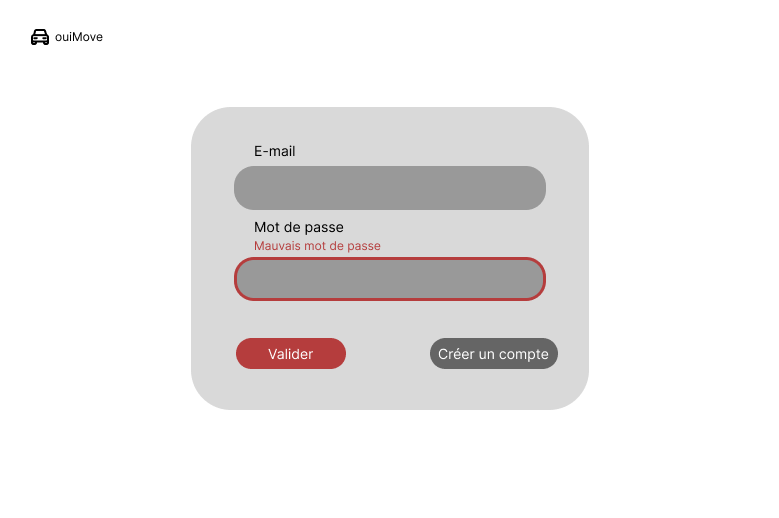 ouiMove
E-mail
Mot de passe
Mauvais mot de passe
Valider
Créer un compte